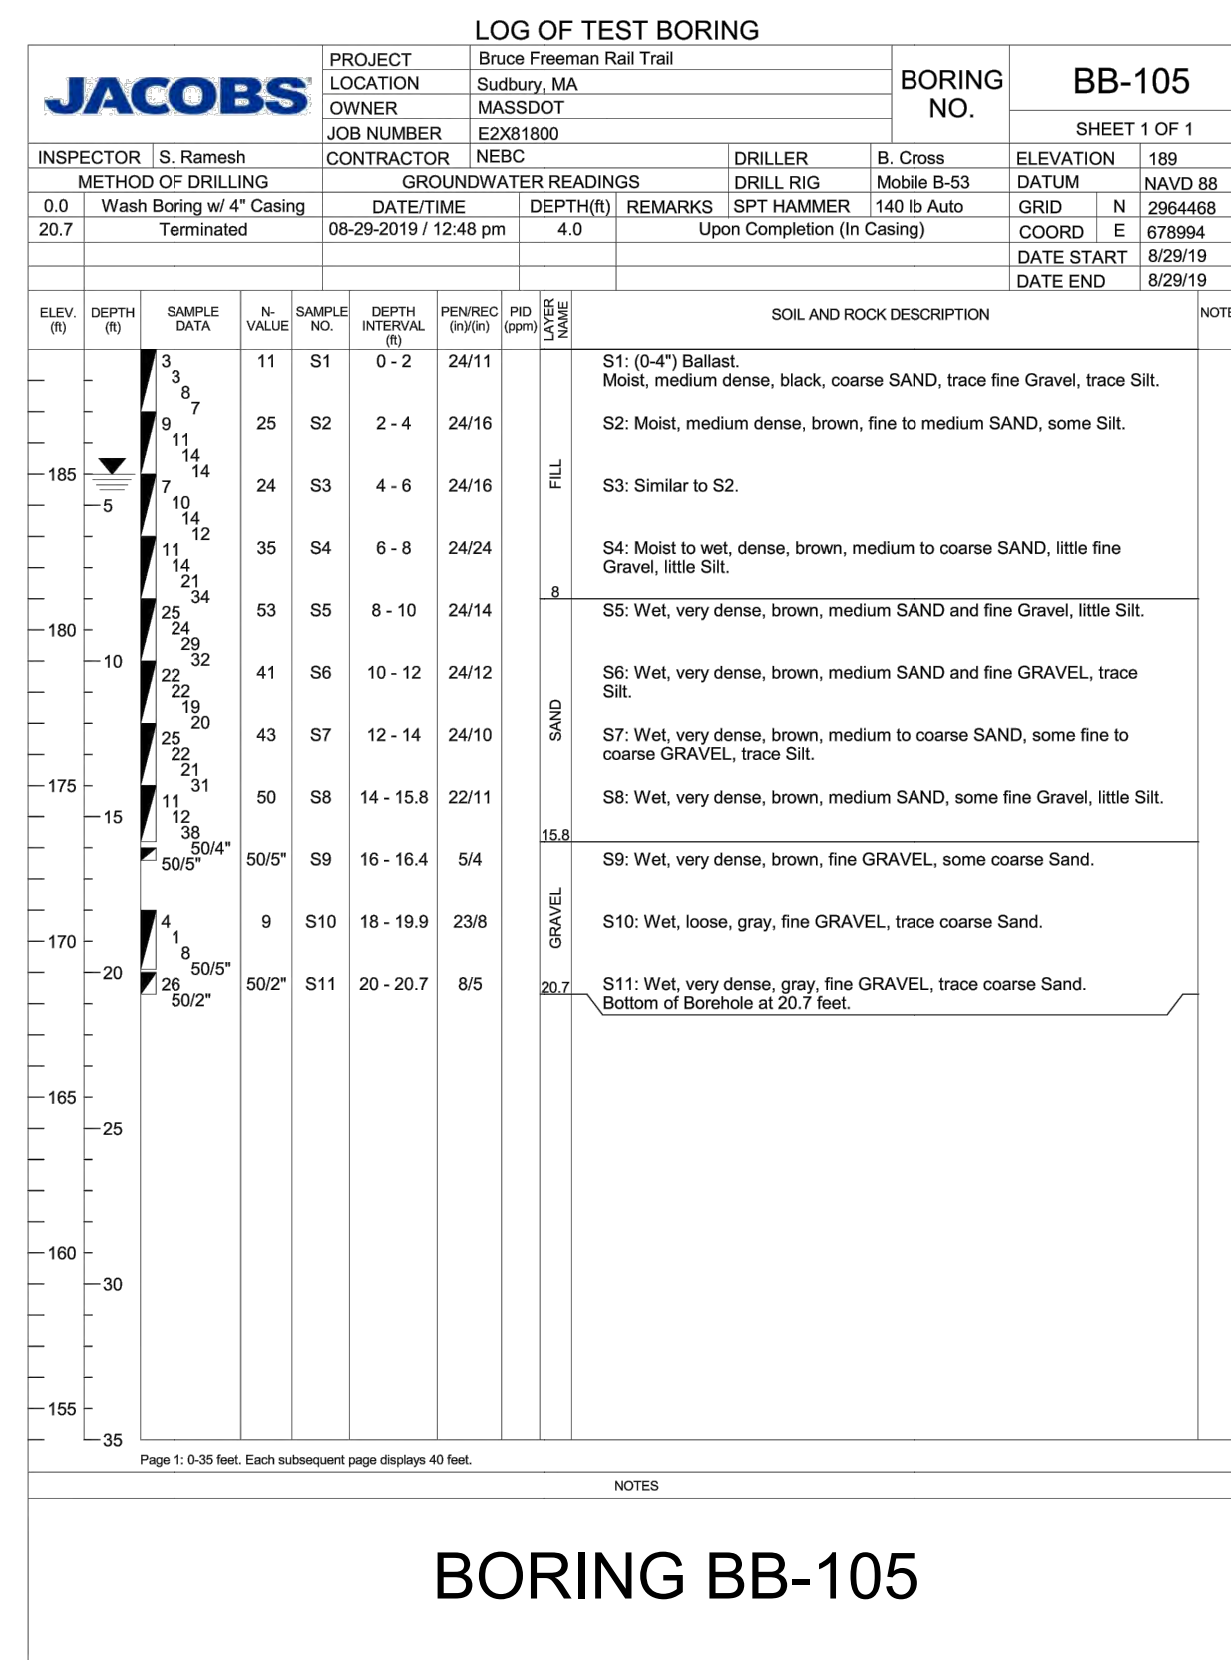 LOG OF TEST BORING
JACOBS
PROJECT Bruce Freeman Rail Trail
LOCATION Sudbury, MA
OWNER MASSDOT
JOB NUMBER E2X81800
BORING NO. BB-105
SHEET 1 OF 1
INSPECTOR S. Ramesh CONTRACTOR NEBC DRILLER B. Cross ELEVATION 189
METHOD OF DRILLING GROUNDWATER READINGS DRILL RIG Mobile B-53 DATUM NAVD 88
0.0 Wash Boring w/ 4" Casing DATE/TIME DEPTH(ft) REMARKS SPT HAMMER 140 lb Auto GRID N 2964468
20.7 Terminated 08-29-2019 / 12:48 pm 4.0 Upon Completion (In Casing) COORD E 678994
DATE START 8/29/19
DATE END 8/29/19
ELEV. (ft) DEPTH (ft) SAMPLE DATA N-VALUE SAMPLE NO. DEPTH INTERVAL (ft) PEN/REC (in)/(in) PID (ppm) LAYER NAME SOIL AND ROCK DESCRIPTION NOTE
3 11 S1 0 - 2 24/11 S1: (0-4") Ballast.
3 Moist, medium dense, black, coarse SAND, trace fine Gravel, trace Silt.
8
7
9 25 S2 2 - 4 24/16 S2: Moist, medium dense, brown, fine to medium SAND, some Silt.
11
14
14
185
FILL
7 24 S3 4 - 6 24/16 S3: Similar to S2.
5
10
14
12
11 35 S4 6 - 8 24/24 S4: Moist to wet, dense, brown, medium to coarse SAND, little fine
14 Gravel, little Silt.
21
34
8
25 53 S5 8 - 10 24/14 S5: Wet, very dense, brown, medium SAND and fine Gravel, little Silt.
180
24
29
32
10
22 41 S6 10 - 12 24/12 S6: Wet, very dense, brown, medium SAND and fine GRAVEL, trace
22 Silt.
19
20
SAND
25 43 S7 12 - 14 24/10 S7: Wet, very dense, brown, medium to coarse SAND, some fine to
22 coarse GRAVEL, trace Silt.
21
31
175
11 50 S8 14 - 15.8 22/11 S8: Wet, very dense, brown, medium SAND, some fine Gravel, little Silt.
15
12
38
50/4"
15.8
50/5" 50/5" S9 16 - 16.4 5/4 S9: Wet, very dense, brown, fine GRAVEL, some coarse Sand.
GRAVEL
4 9 S10 18 - 19.9 23/8 S10: Wet, loose, gray, fine GRAVEL, trace coarse Sand.
1
170
8
50/5"
20
26 50/2" S11 20 - 20.7 8/5 20.7 S11: Wet, very dense, gray, fine GRAVEL, trace coarse Sand.
50/2" Bottom of Borehole at 20.7 feet.
165
25
160
30
155
35
Page 1: 0-35 feet. Each subsequent page displays 40 feet.
NOTES
BORING BB-105